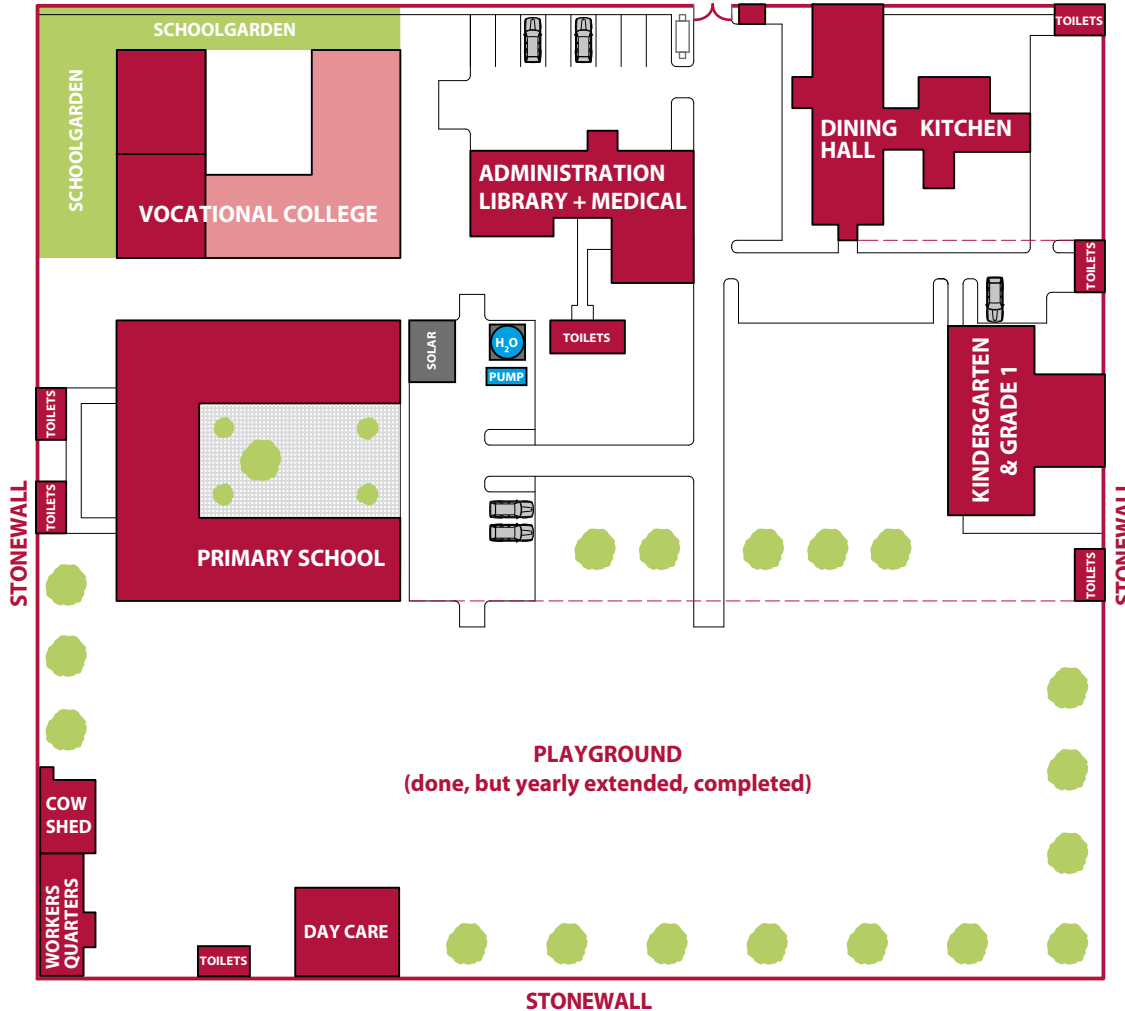 SCHOOLGARDEN
TOILETS
SCHOOLGARDEN
DINING
HALL
KITCHEN
ADMINISTRATION
LIBRARY + MEDICAL
VOCATIONAL COLLEGE
TOILETS
SOLAR
H₂O
PUMP
TOILETS
KINDERGARTEN
& GRADE 1
TOILETS
TOILETS
STONEWALL
STONEWALL
PRIMARY SCHOOL
TOILETS
PLAYGROUND
(done, but yearly extended, completed)
COW
SHED
WORKERS
QUARTERS
DAY CARE
TOILETS
STONEWALL